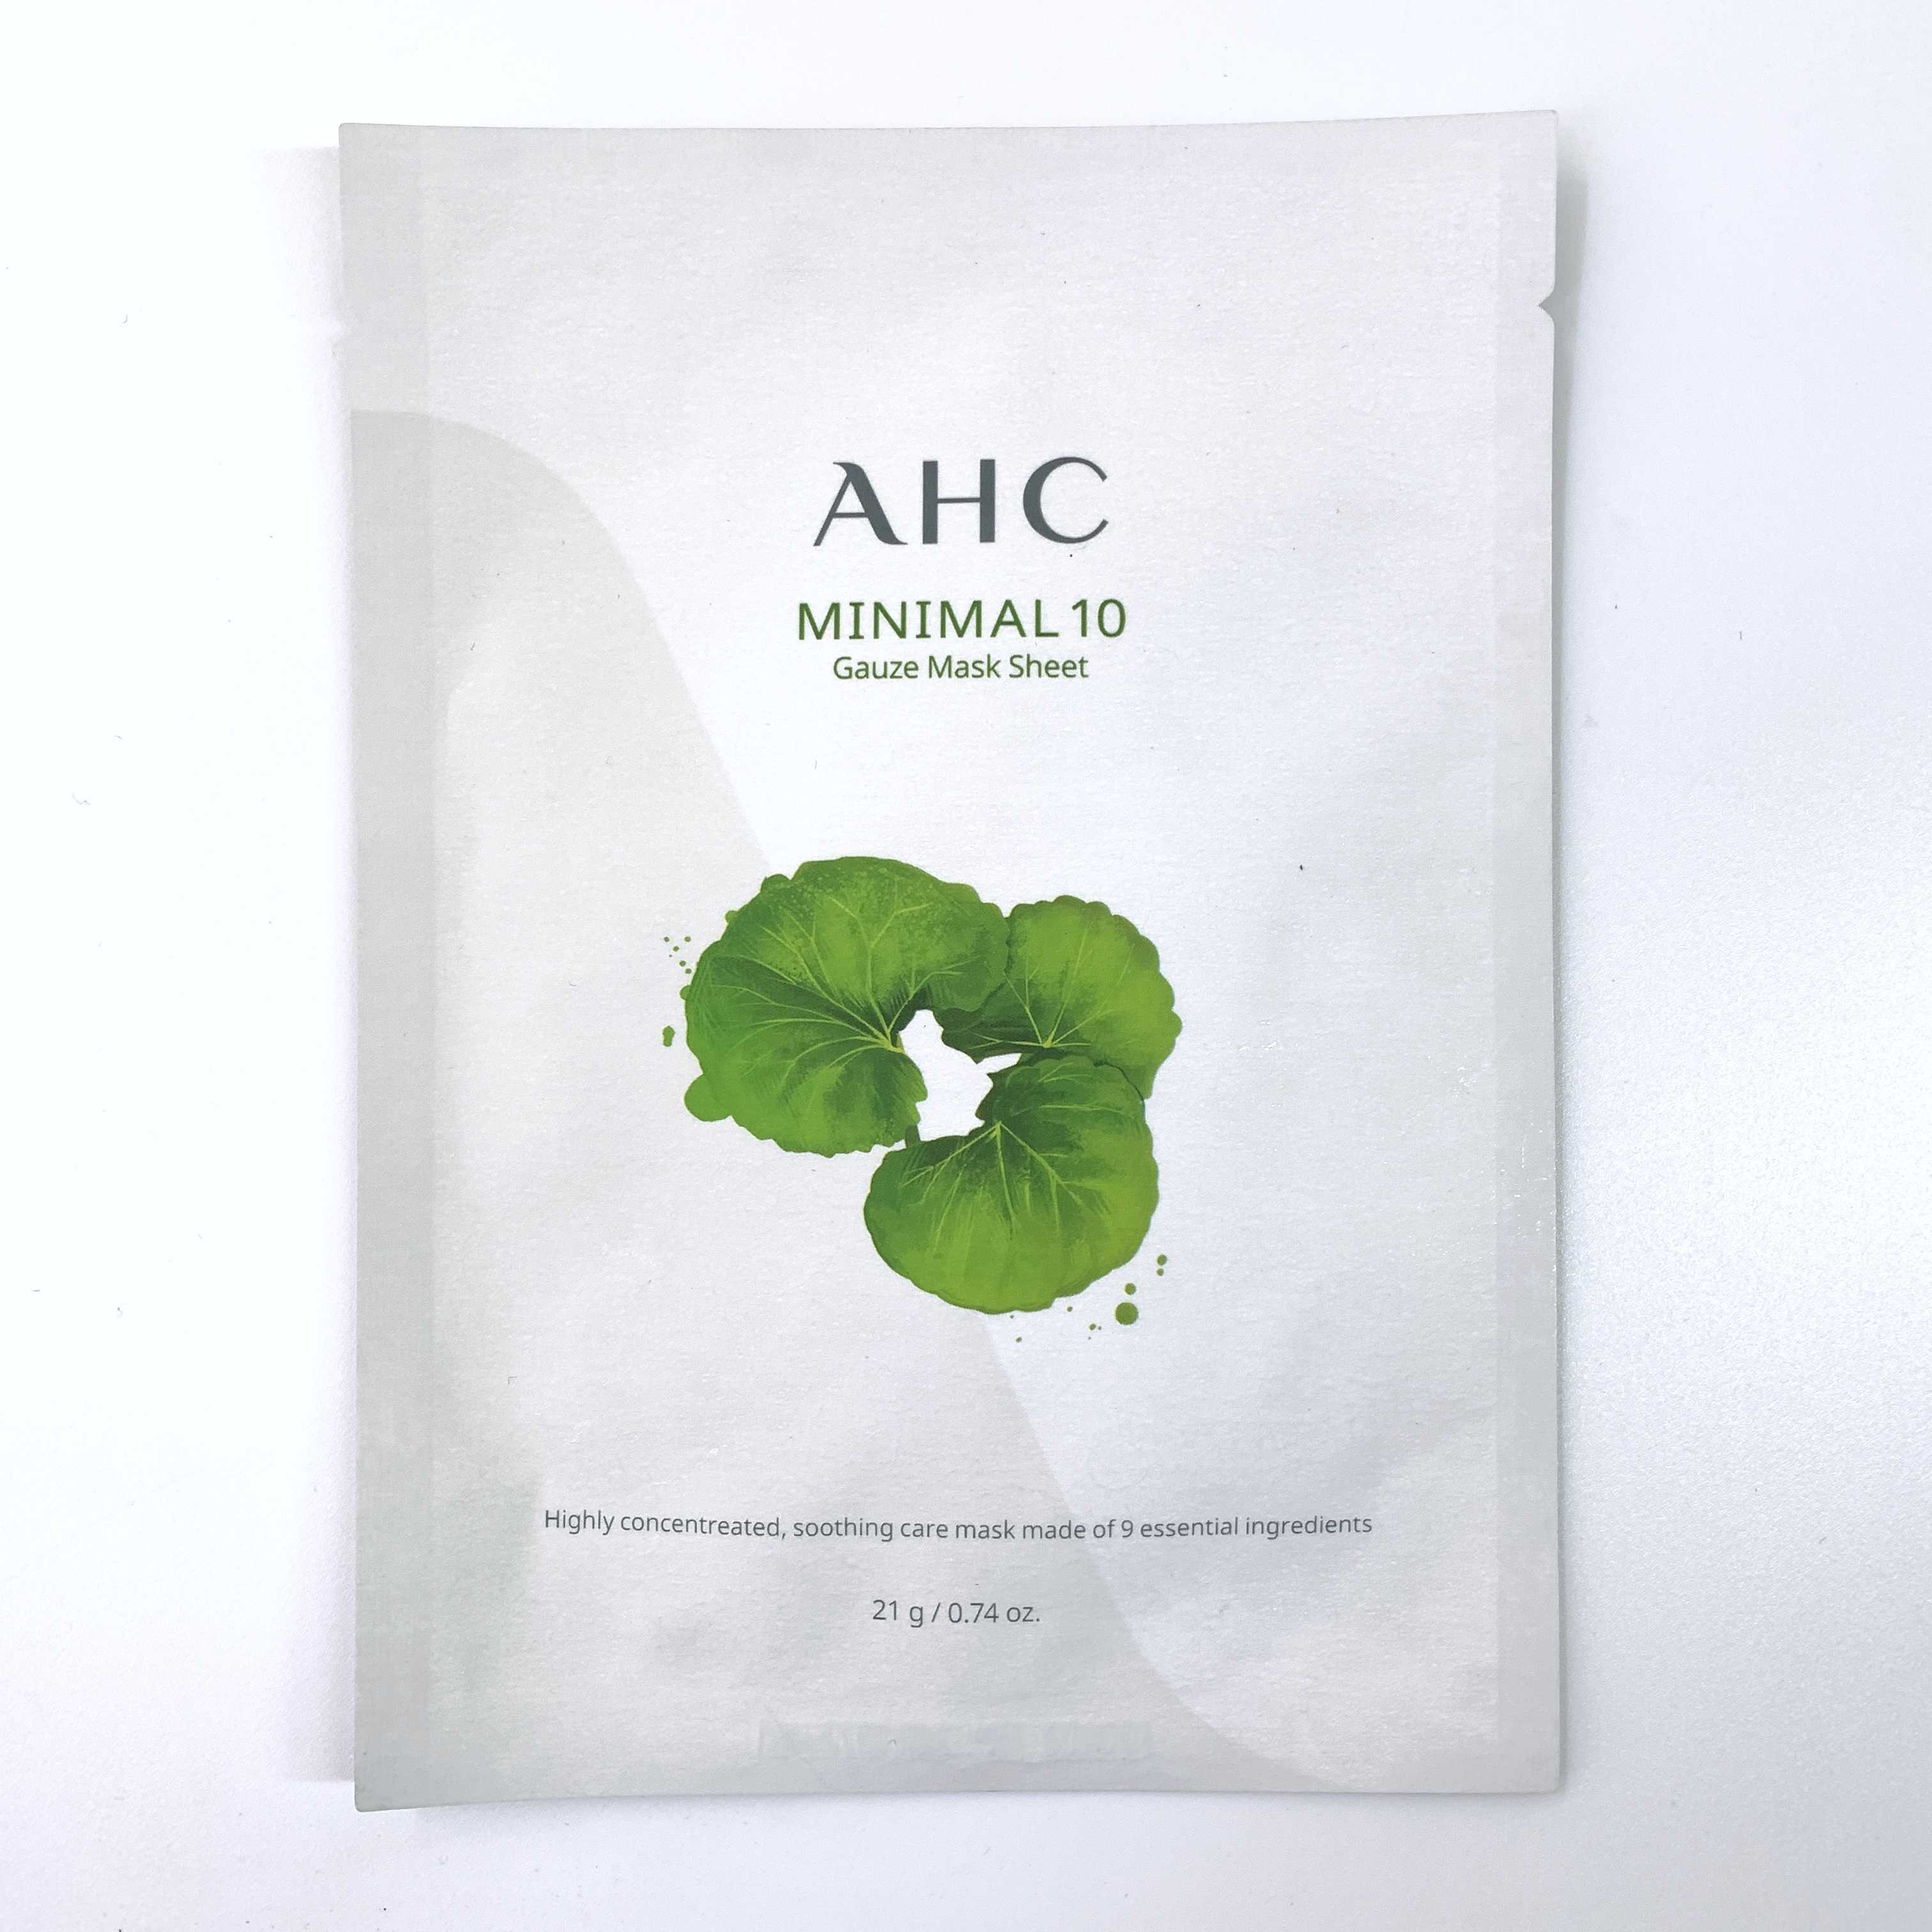 AHC
MINIMAL 10
Gauze Mask Sheet
Highly concentreated, soothing care mask made of 9 essential ingredients
21 g / 0.74 oz.